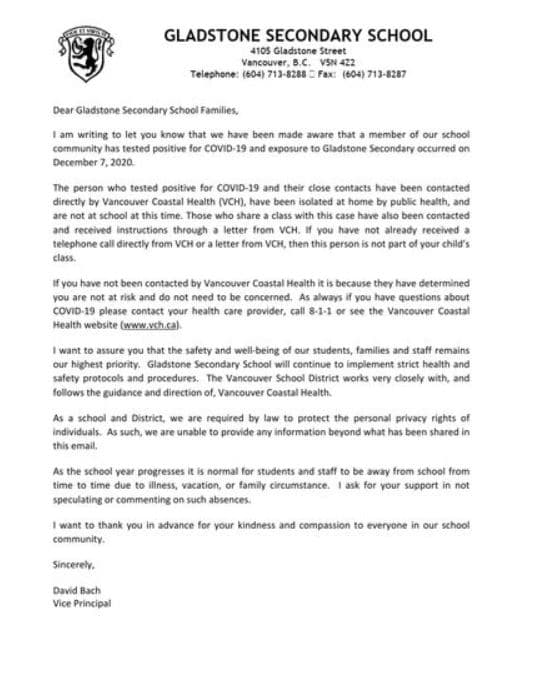 GLADSTONE SECONDARY SCHOOL
4105 Gladstone Street
Vancouver, B.C. V5N 4Z2
Telephone: (604) 713-8288 Fax: (604) 713-8287
Dear Gladstone Secondary School Families,
I am writing to let you know that we have been made aware that a member of our school
community has tested positive for COVID-19 and exposure to Gladstone Secondary occurred on
December 7, 2020.
The person who tested positive for COVID-19 and their close contacts have been contacted
directly by Vancouver Coastal Health (VCH), have been isolated at home by public health, and
are not at school at this time. Those who share a class with this case have also been contacted
and received instructions through a letter from VCH. If you have not already received a
telephone call directly from VCH or a letter from VCH, then this person is not part of your child's
class.
If you have not been contacted by Vancouver Coastal Health it is because they have determined
you are not at risk and do not need to be concerned. As always if you have questions about
COVID-19 please contact your health care provider, call 8-1-1 or see the Vancouver Coastal
Health website (www.vch.ca).
I want to assure you that the safety and well-being of our students, families and staff remains
our highest priority. Gladstone Secondary School will continue to implement strict health and
safety protocols and procedures. The Vancouver School District works very closely with, and
follows the guidance and direction of, Vancouver Coastal Health.
As a school and District, we are required by law to protect the personal privacy rights of
individuals. As such, we are unable to provide any information beyond what has been shared in
this email.
As the school year progresses it is normal for students and staff to be away from school from
time to time due to illness, vacation, or family circumstance. I ask for your support in not
speculating or commenting on such absences.
I want to thank you in advance for your kindness and compassion to everyone in our school
community.
Sincerely,
David Bach
Vice Principal